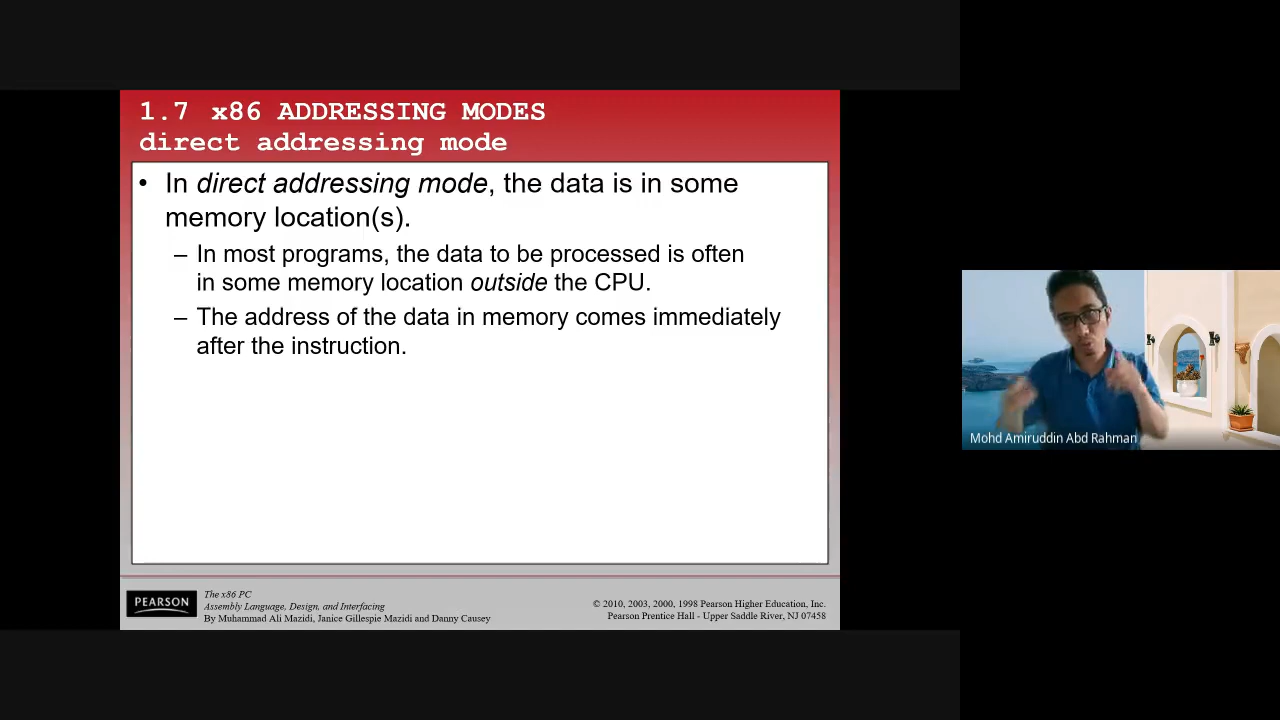 1.7 x86 ADDRESSING MODES
direct addressing mode
• In direct addressing mode, the data is in some
memory location(s).
– In most programs, the data to be processed is often
in some memory location outside the CPU.
– The address of the data in memory comes immediately
after the instruction.
PEARSON
The x86 PC
Assembly Language, Design, and Interfacing
By Muhammad Ali Mazidi, Janice Gillespie Mazidi and Danny Causey
© 2010, 2003, 2000, 1998 Pearson Higher Education, Inc.
Pearson Prentice Hall - Upper Saddle River, NJ 07458
Mohd Amiruddin Abd Rahman